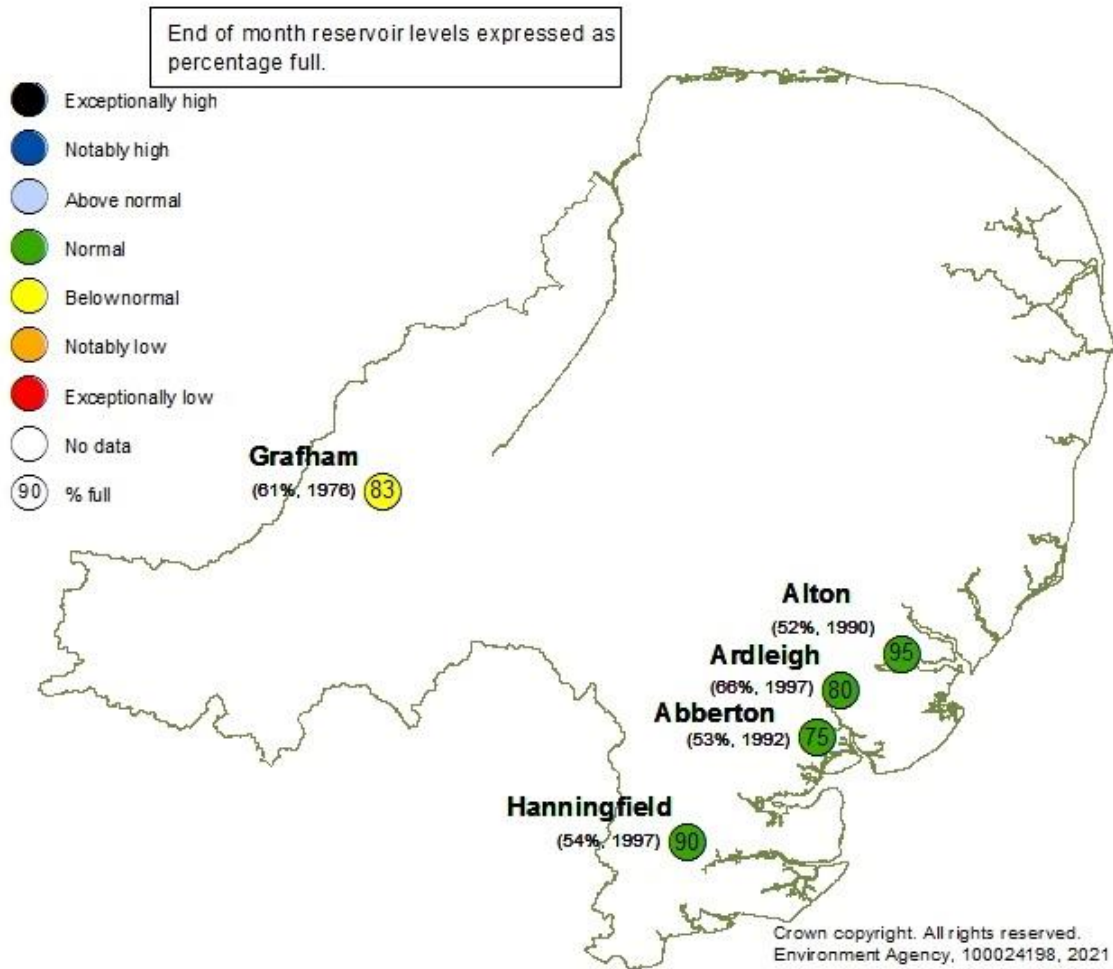 End of month reservoir levels expressed as
percentage full.
Exceptionally high
Notably high
Above normal
Normal
Below normal
Notably low
Exceptionally low
No data
90 % full
Grafham
(61%, 1976) 83
Alton
(52%, 1990)
95
Ardleigh
(66%, 1997) 80
Abberton
(53%, 1992) 75
Hanningfield
(54%, 1997) 90
Crown copyright. All rights reserved.
Environment Agency, 100024198, 2021